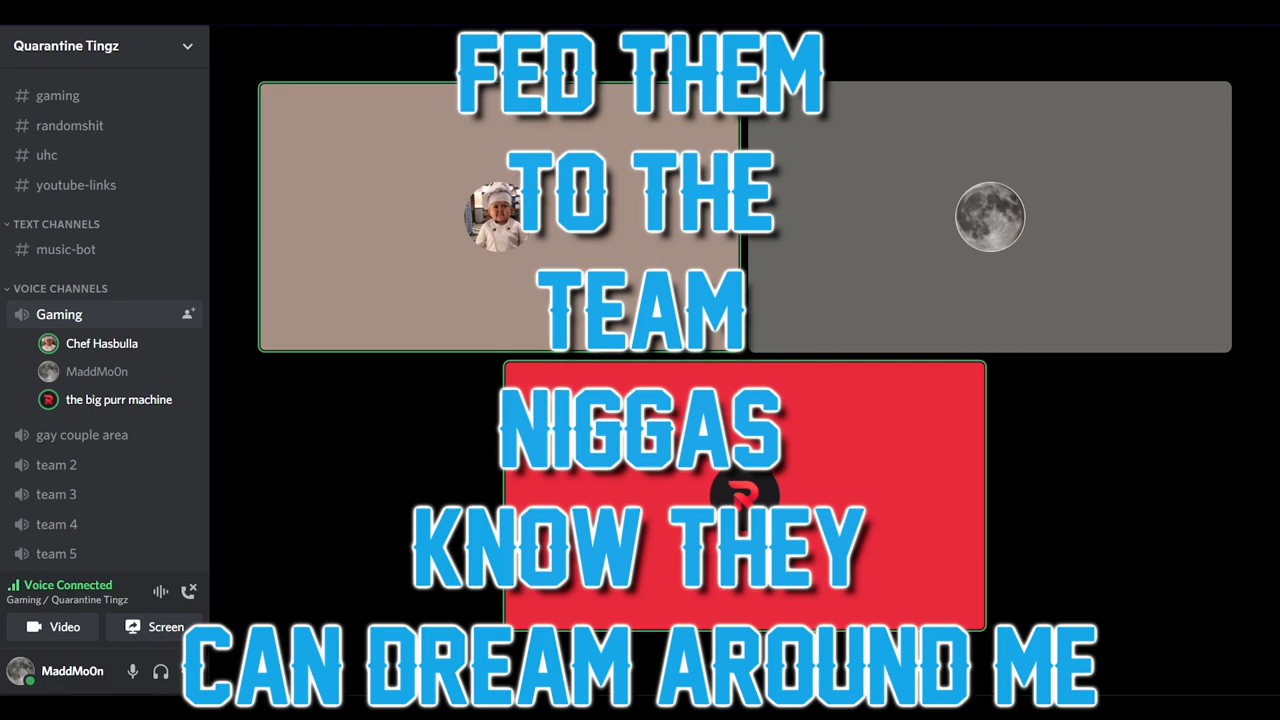 Quarantine Tingz
# gaming
# randomshit
# uhc
# youtube-links
TEXT CHANNELS
# music-bot
VOICE CHANNELS
Gaming
Chef Hasbulla
MaddMo0n
the big purr machine
gay couple area
team 2
team 3
team 4
team 5
Voice Connected
Gaming / Quarantine Tingz
Video
Screen
MaddMo0n
FED THEM
TO THE
TEAM
NIGGAS
KNOW THEY
CAN DREAM AROUND ME